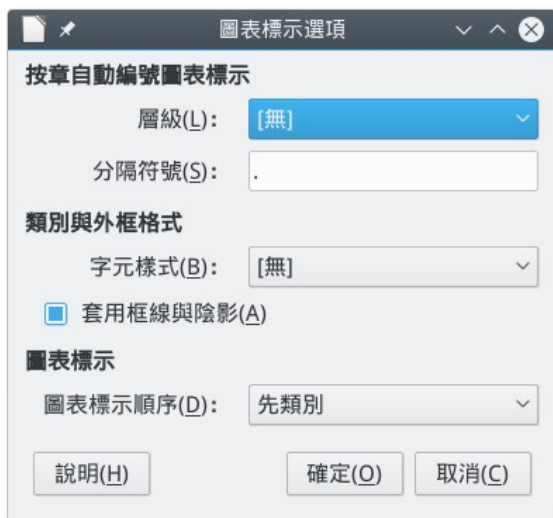 圖表標示選項
按章自動編號圖表標示
層級(L)： [無]
分隔符號(S)： .
類別與外框格式
字元樣式(B)： [無]
套用框線與陰影(A)
圖表標示
圖表標示順序(D)： 先類別
說明(H) 確定(O) 取消(C)